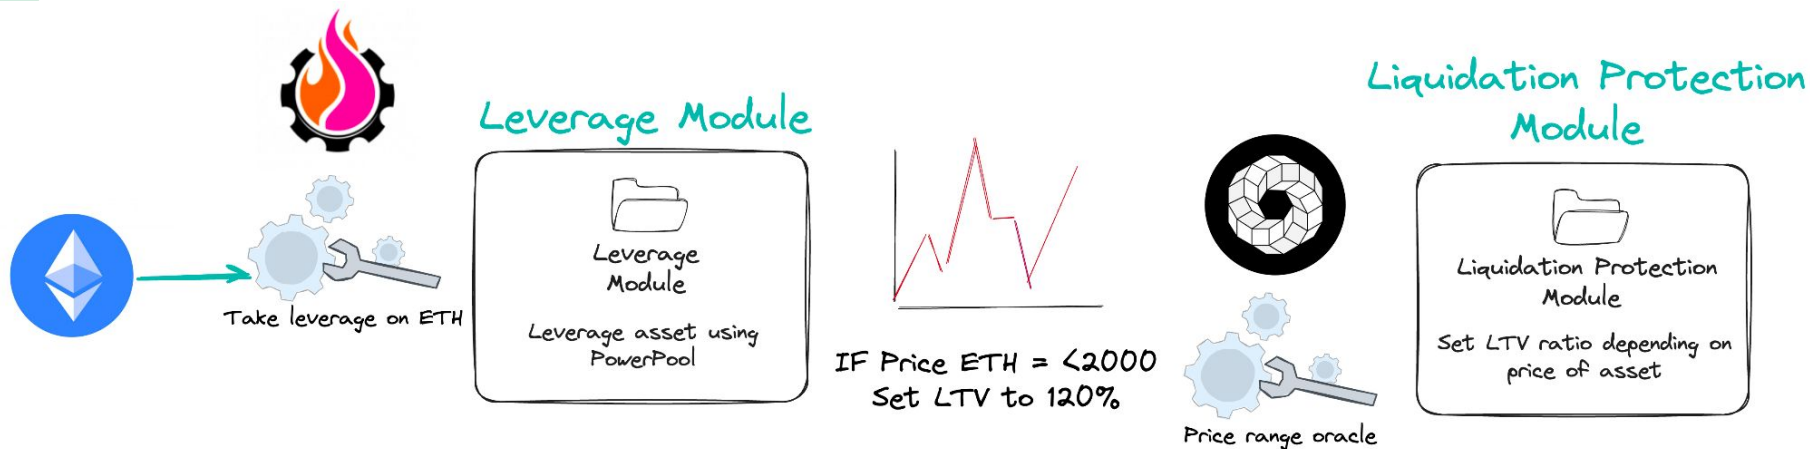 Leverage Module
Take leverage on ETH
Leverage
Module
Leverage asset using
PowerPool
IF Price ETH = <2000
Set LTV to 120%
Price range oracle
Liquidation Protection
Module
Liquidation Protection
Module
Set LTV ratio depending on
price of asset